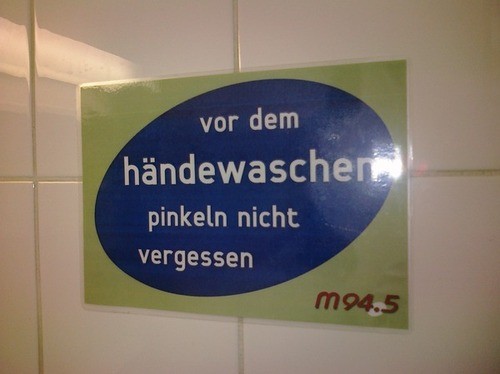 vor dem
händewaschen
pinkeln nicht
vergessen
m94.5